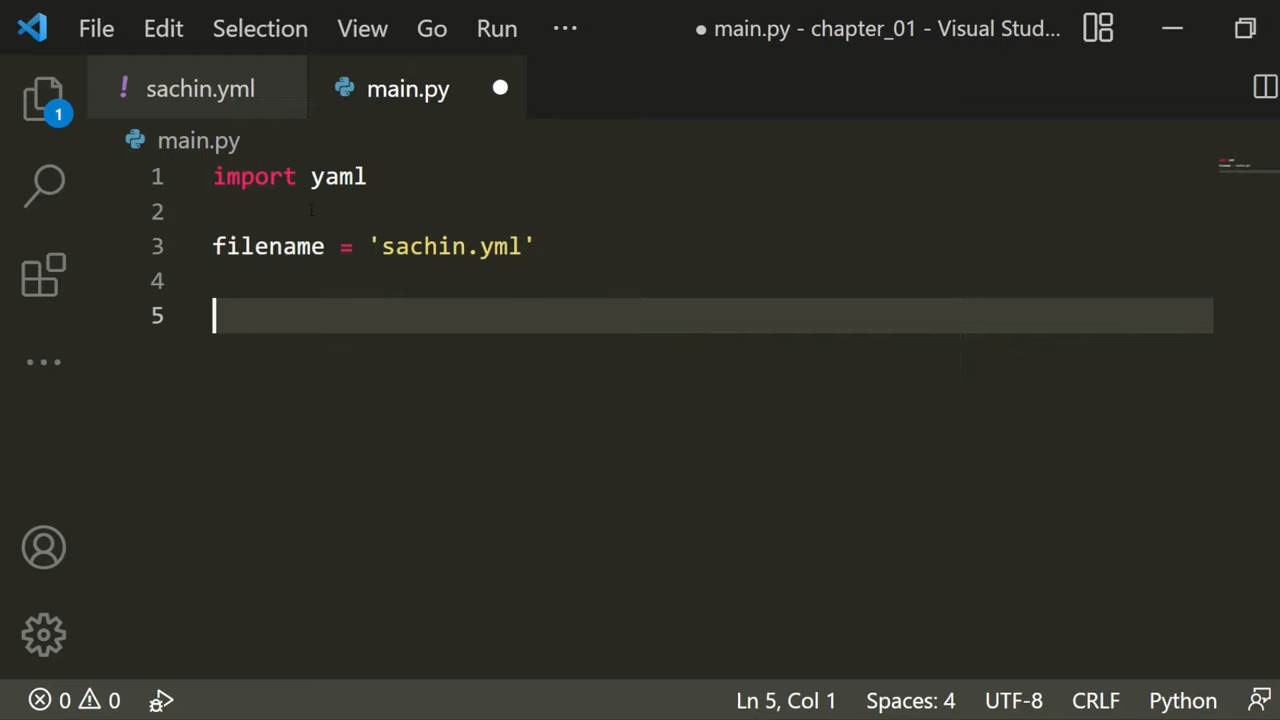 File Edit Selection View Go Run ··· ● main.py - chapter_01 - Visual Stud...
! sachin.yml main.py ●
1
main.py
1 import yaml
2
3 filename = 'sachin.yml'
4
5
0 0 Ln 5, Col 1 Spaces: 4 UTF-8 CRLF Python